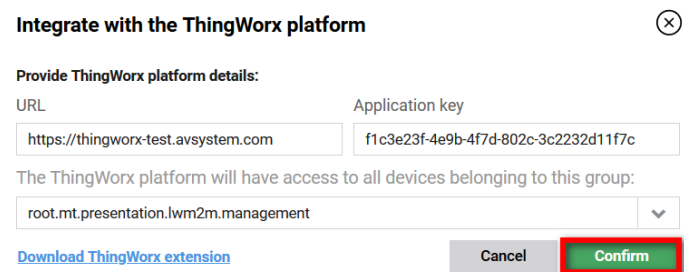 Integrate with the ThingWorx platform
Provide ThingWorx platform details:
URL Application key
https://thingworx-test.avsystem.com f1c3e23f-4e9b-4f7d-802c-3c2232d11f7c
The ThingWorx platform will have access to all devices belonging to this group:
root.mt.presentation.lwm2m.management
Download ThingWorx extension Cancel Confirm